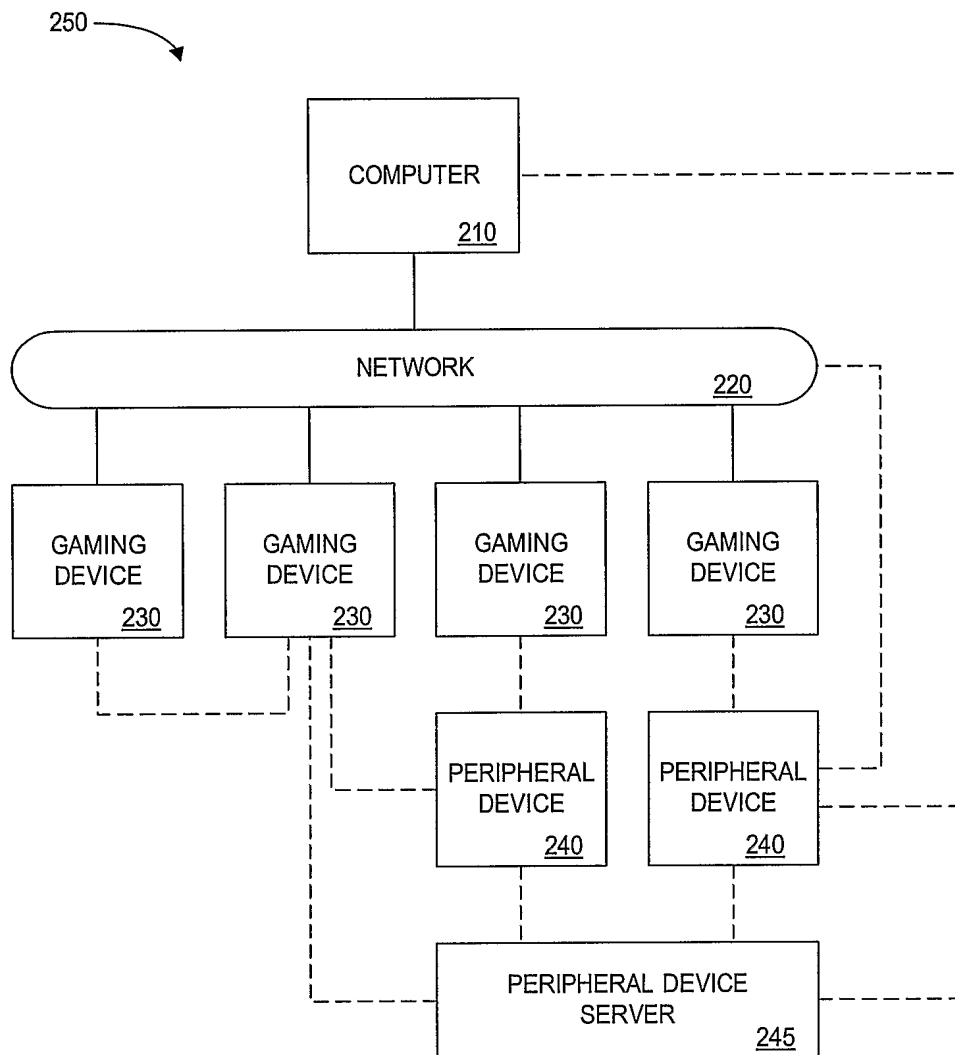 250
COMPUTER
210
NETWORK
220
GAMING
DEVICE
230
GAMING
DEVICE
230
GAMING
DEVICE
230
GAMING
DEVICE
230
PERIPHERAL
DEVICE
240
PERIPHERAL
DEVICE
240
PERIPHERAL DEVICE
SERVER
245